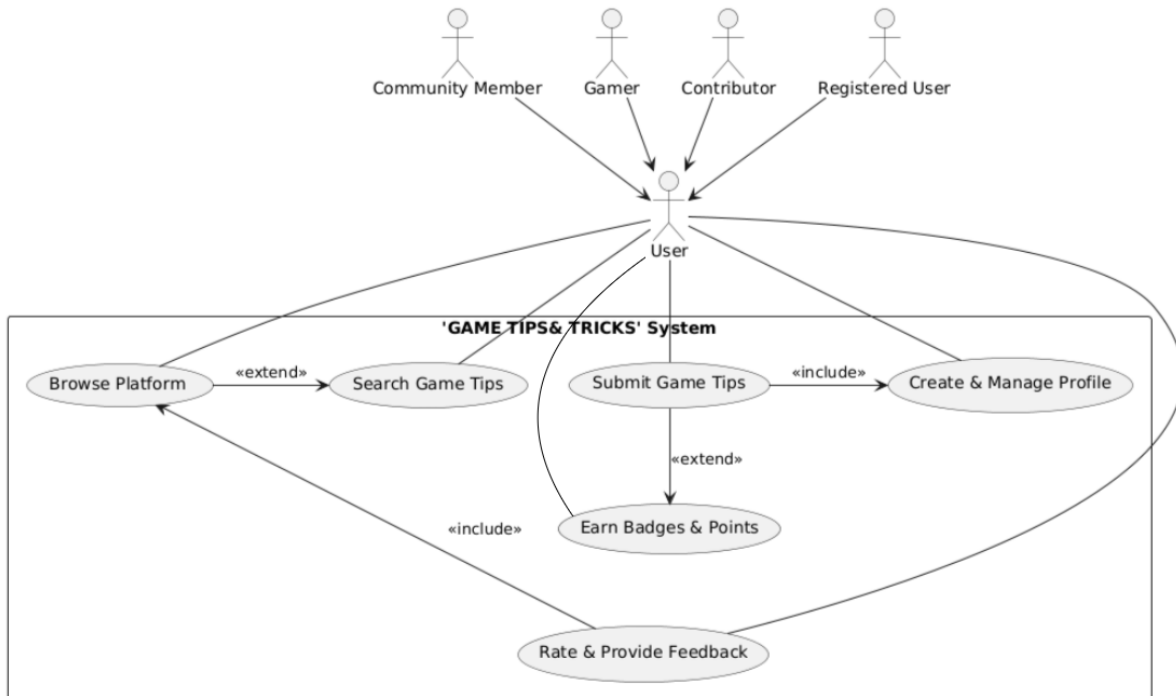 Community Member
Gamer
Contributor
Registered User
User
'GAME TIPS& TRICKS' System
Browse Platform
«extend»
Search Game Tips
Submit Game Tips
«include»
Create & Manage Profile
«extend»
«include»
Earn Badges & Points
Rate & Provide Feedback